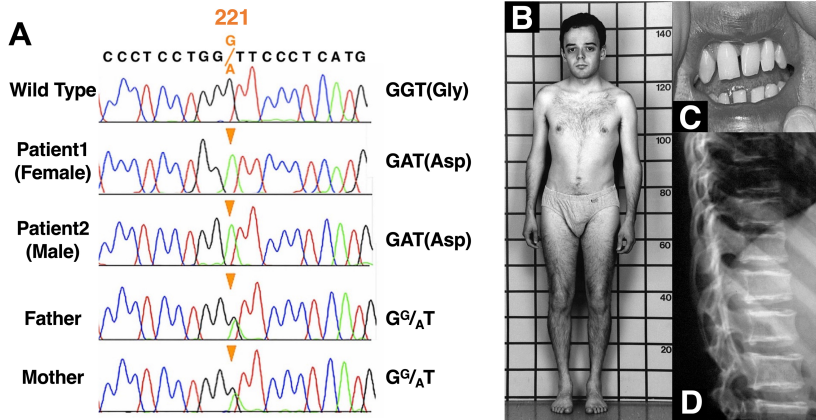 A
221
G
CCCTCCTGG/TTCCCTCATG
A
Wild Type
GGT(Gly)
Patient1
(Female)
GAT(Asp)
Patient2
(Male)
GAT(Asp)
Father
GG/AT
Mother
GG/AT
B
140
120
100
80
60
40
20
C
D